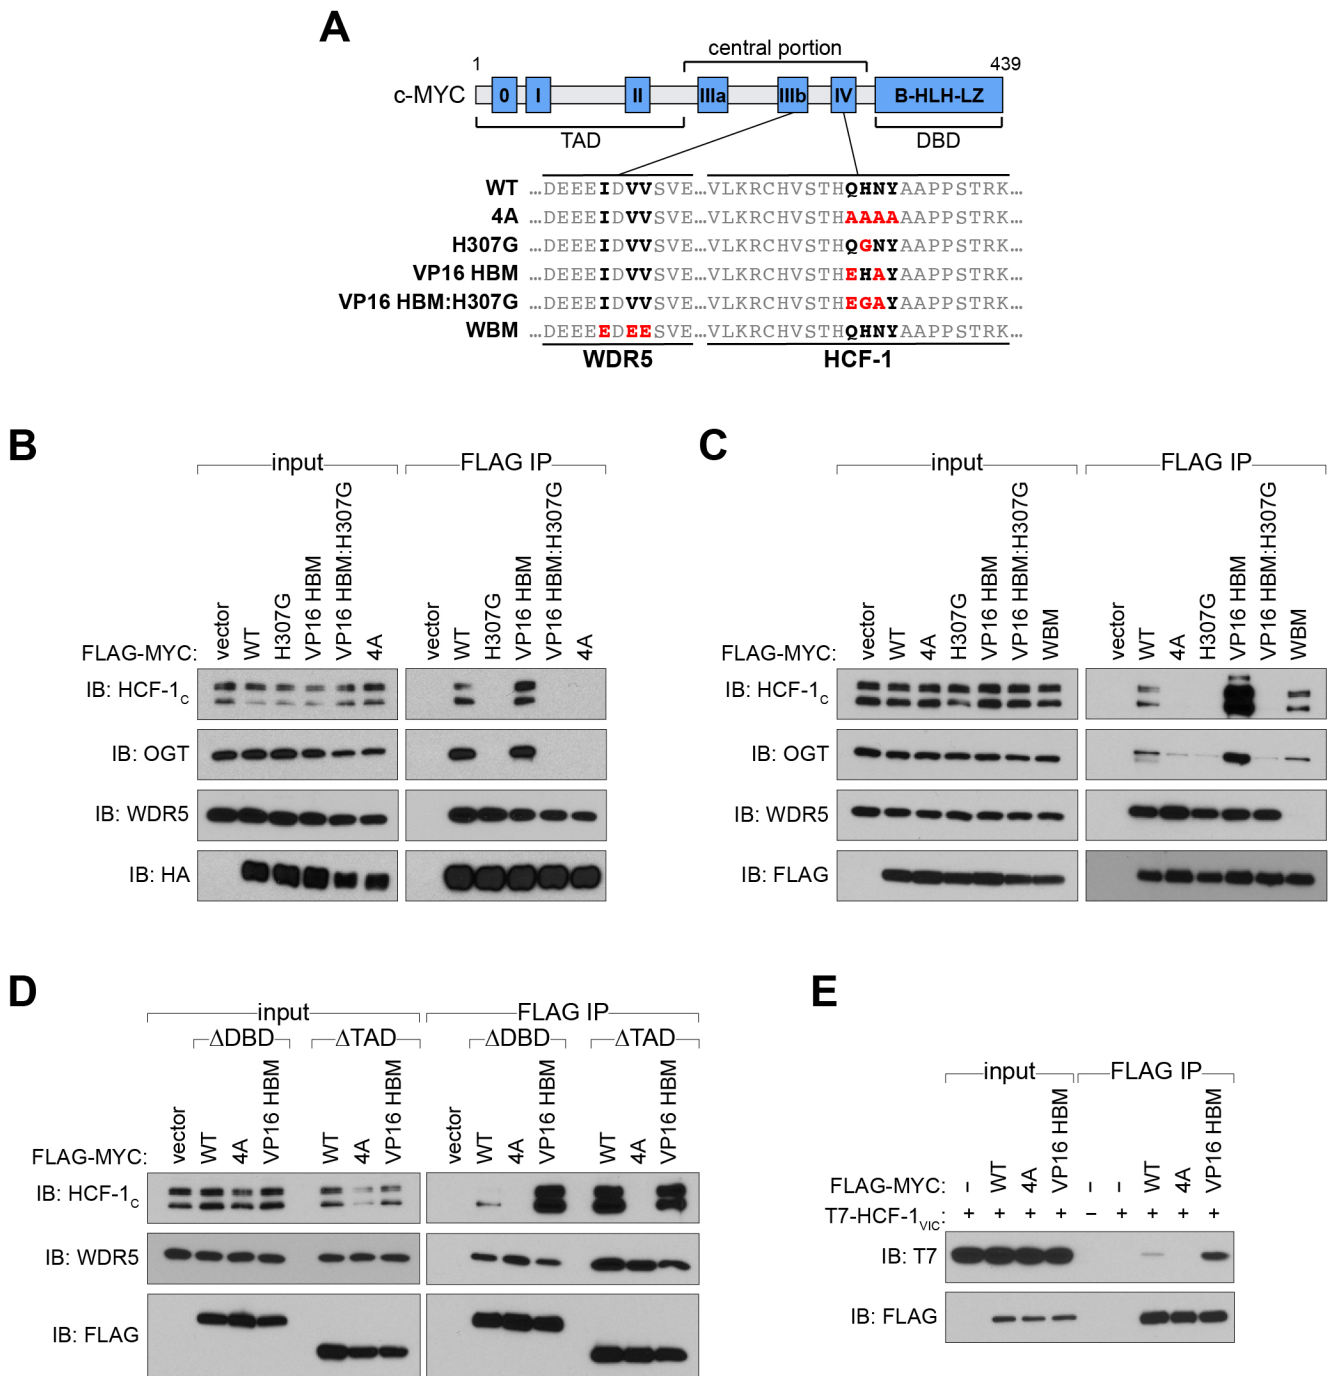 A
central portion
1
439
c-MYC
0
I
II
IIIa
IIIb
IV
B-HLH-LZ
TAD
DBD
WT …DEEEIDVVSVE…VLKRCHVSTHQHNYAAPPSTRK…
4A …DEEEIDVVSVE…VLKRCHVSTHAAAAAAPPSTRK…
H307G …DEEEIDVVSVE…VLKRCHVSTHQGNYAAPPSTRK…
VP16 HBM …DEEEIDVVSVE…VLKRCHVSTHEHAYAAPPSTRK…
VP16 HBM:H307G …DEEEIDVVSVE…VLKRCHVSTHEGAYAAPPSTRK…
WBM …DEEEEDEESVE…VLKRCHVSTHQHNYAAPPSTRK…
WDR5 HCF-1
B
input FLAG IP
FLAG-MYC: vector WT H307G VP16 HBM VP16 HBM:H307G 4A vector WT H307G VP16 HBM VP16 HBM:H307G 4A
IB: HCF-1C
IB: OGT
IB: WDR5
IB: HA
C
input FLAG IP
FLAG-MYC: vector WT 4A H307G VP16 HBM VP16 HBM:H307G WBM vector WT 4A H307G VP16 HBM VP16 HBM:H307G WBM
IB: HCF-1C
IB: OGT
IB: WDR5
IB: FLAG
D
input FLAG IP
ΔDBD ΔTAD ΔDBD ΔTAD
FLAG-MYC: vector WT 4A VP16 HBM WT 4A VP16 HBM vector WT 4A VP16 HBM WT 4A VP16 HBM
IB: HCF-1C
IB: WDR5
IB: FLAG
E
input FLAG IP
FLAG-MYC: – WT 4A VP16 HBM – – WT 4A VP16 HBM
T7-HCF-1VIC: + + + + – + + + +
IB: T7
IB: FLAG